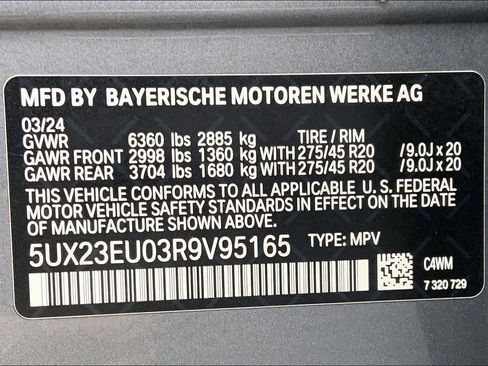 MFD BY BAYERISCHE MOTOREN WERKE AG
03/24
GVWR 6360 lbs 2885 kg TIRE / RIM
GAWR FRONT 2998 lbs 1360 kg WITH 275/45 R20 /9.0J x 20
GAWR REAR 3704 lbs 1680 kg WITH 275/45 R20 /9.0J x 20
THIS VEHICLE CONFORMS TO ALL APPLICABLE U. S. FEDERAL
MOTOR VEHICLE SAFETY STANDARDS IN EFFECT ON THE
DATE OF MANUFACTURE SHOWN ABOVE.
5UX23EU03R9V95165 TYPE: MPV
C4WM
7 320 729